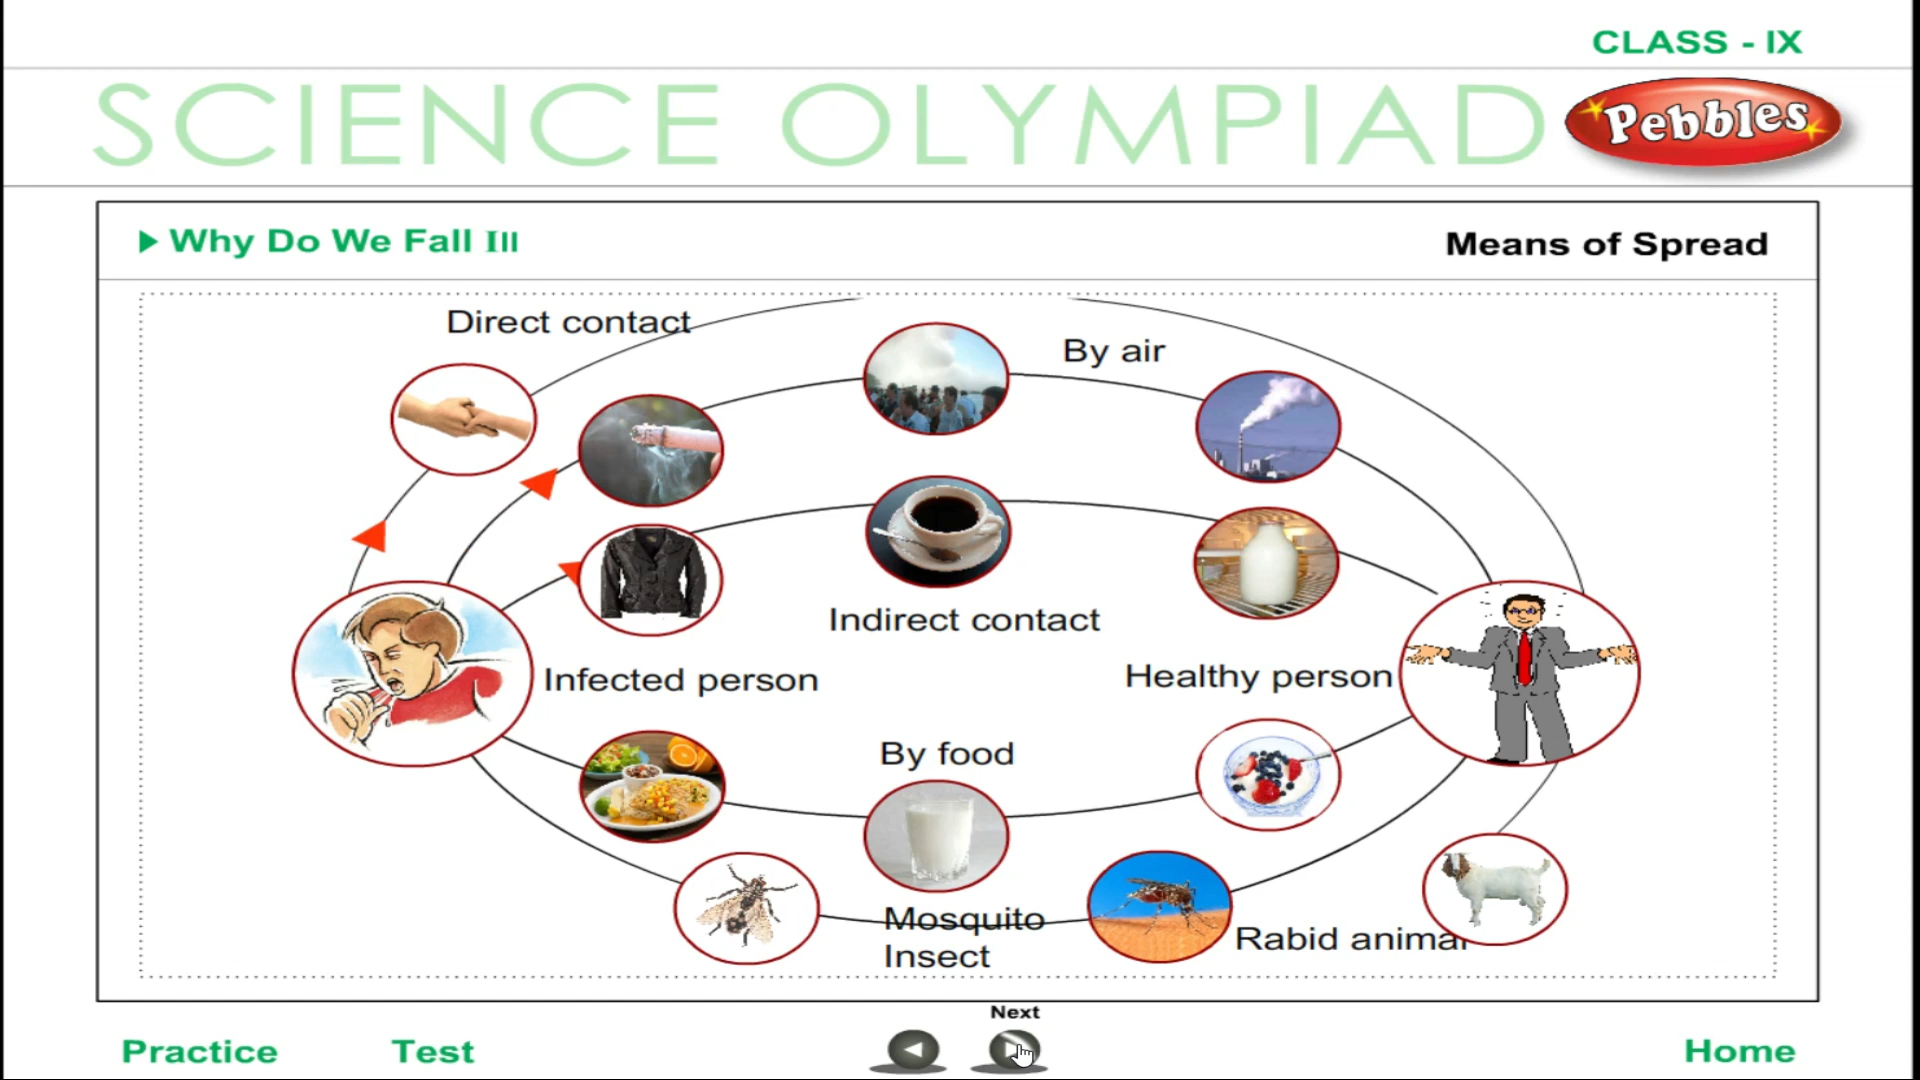 CLASS - IX
SCIENCE OLYMPIAD
Pebbles
Why Do We Fall Ill
Means of Spread
Direct contact
By air
Indirect contact
Infected person
Healthy person
By food
Mosquito
Insect
Rabid animal
Next
Practice
Test
Home